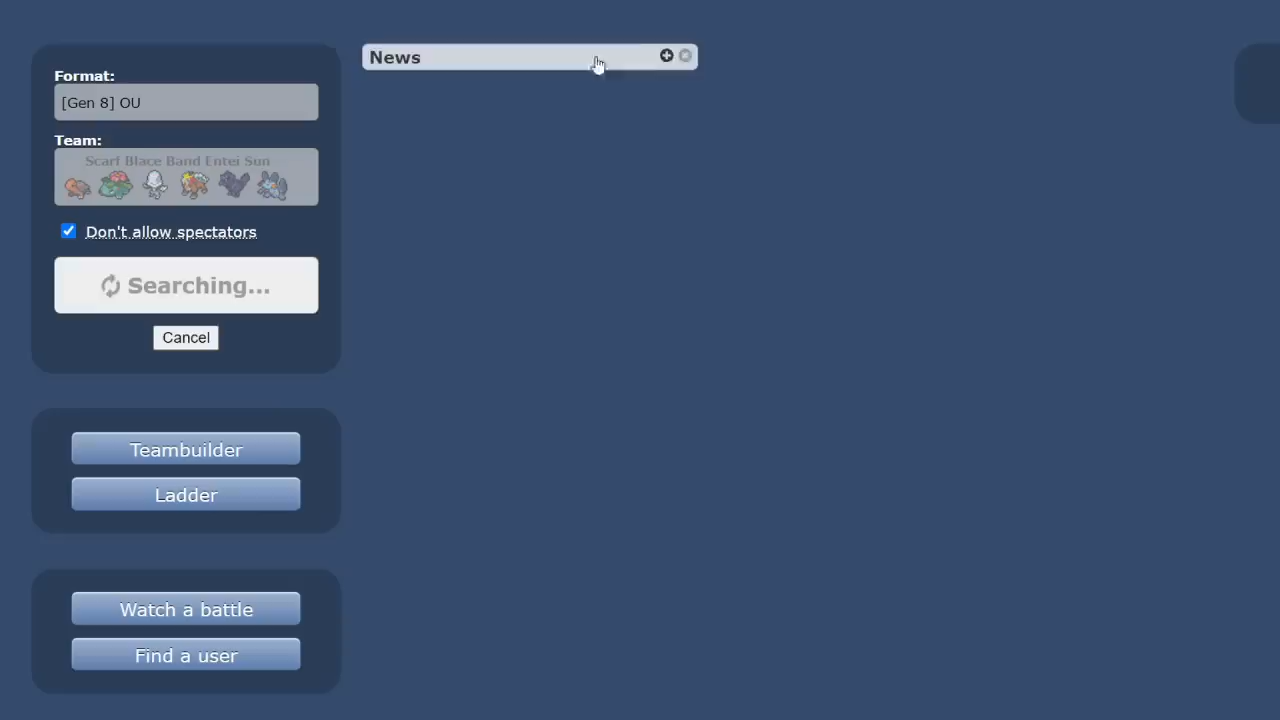 Format:
[Gen 8] OU
Team:
Scarf Blace Band Entei Sun
Don't allow spectators
Searching...
Cancel
Teambuilder
Ladder
Watch a battle
Find a user
News